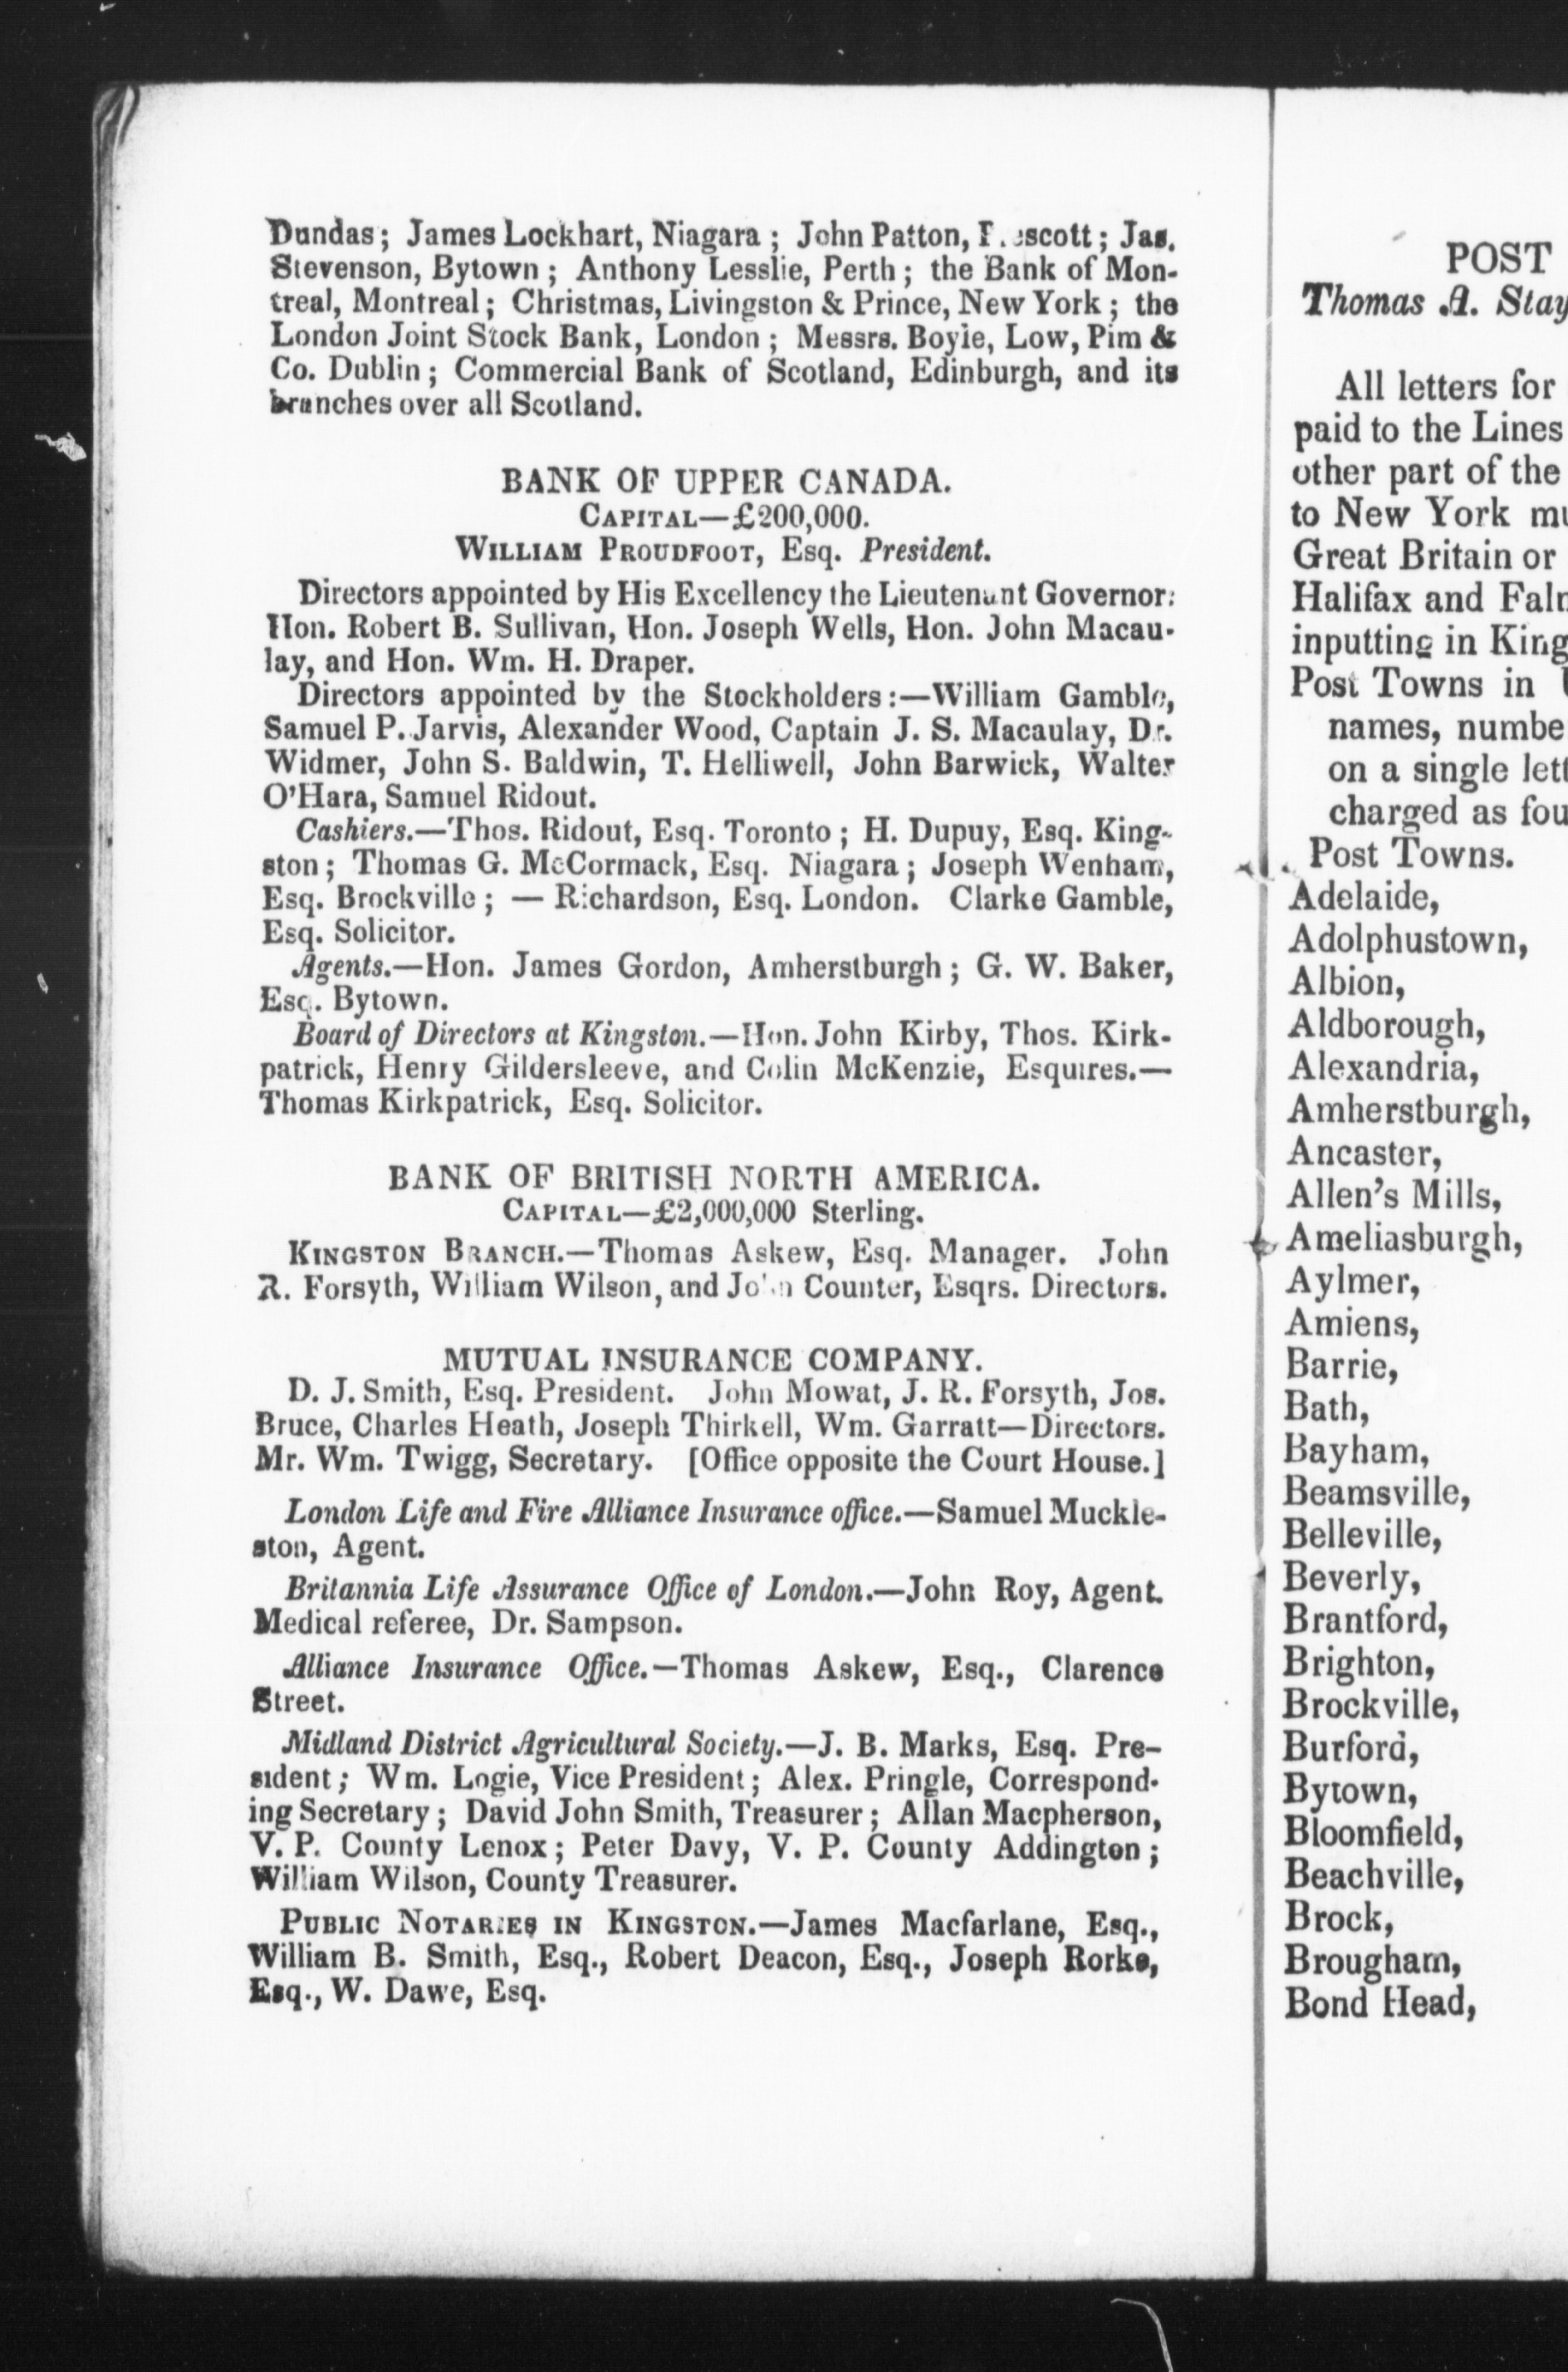 Dundas; James Lockhart, Niagara ; John Patton, Prescott ; Jas.
Stevenson, Bytown ; Anthony Lesslie, Perth ; the Bank of Mon-
treal, Montreal ; Christmas, Livingston & Prince, New York ; the
London Joint Stock Bank, London ; Messrs. Boyle, Low, Pim &
Co. Dublin ; Commercial Bank of Scotland, Edinburgh, and its
branches over all Scotland.
BANK OF UPPER CANADA.
CAPITAL—£200,000.
WILLIAM PROUDFOOT, Esq. President.
Directors appointed by His Excellency the Lieutenant Governor:
Hon. Robert B. Sullivan, Hon. Joseph Wells, Hon. John Macau-
lay, and Hon. Wm. H. Draper.
Directors appointed by the Stockholders:—William Gamble,
Samuel P. Jarvis, Alexander Wood, Captain J. S. Macaulay, Dr.
Widmer, John S. Baldwin, T. Helliwell, John Barwick, Walter
O'Hara, Samuel Ridout.
Cashiers.—Thos. Ridout, Esq. Toronto ; H. Dupuy, Esq. King-
ston ; Thomas G. McCormack, Esq. Niagara ; Joseph Wenham,
Esq. Brockville ; — Richardson, Esq. London. Clarke Gamble,
Esq. Solicitor.
Agents.—Hon. James Gordon, Amherstburgh ; G. W. Baker,
Esq. Bytown.
Board of Directors at Kingston.—Hon. John Kirby, Thos. Kirk-
patrick, Henry Gildersleeve, and Colin McKenzie, Esquires.—
Thomas Kirkpatrick, Esq. Solicitor.
BANK OF BRITISH NORTH AMERICA.
CAPITAL—£2,000,000 Sterling.
KINGSTON BRANCH.—Thomas Askew, Esq. Manager. John
R. Forsyth, William Wilson, and John Counter, Esqrs. Directors.
MUTUAL INSURANCE COMPANY.
D. J. Smith, Esq. President. John Mowat, J. R. Forsyth, Jos.
Bruce, Charles Heath, Joseph Thirkell, Wm. Garratt—Directors.
Mr. Wm. Twigg, Secretary. [Office opposite the Court House.]
London Life and Fire Alliance Insurance office.—Samuel Muckle-
ston, Agent.
Britannia Life Assurance Office of London.—John Roy, Agent.
Medical referee, Dr. Sampson.
Alliance Insurance Office.—Thomas Askew, Esq., Clarence
Street.
Midland District Agricultural Society.—J. B. Marks, Esq. Pre-
sident ; Wm. Logie, Vice President ; Alex. Pringle, Correspond-
ing Secretary ; David John Smith, Treasurer ; Allan Macpherson,
V. P. County Lenox ; Peter Davy, V. P. County Addington ;
William Wilson, County Treasurer.
PUBLIC NOTARIES IN KINGSTON.—James Macfarlane, Esq.,
William B. Smith, Esq., Robert Deacon, Esq., Joseph Rorke,
Esq., W. Dawe, Esq.
POST
Thomas A. Stay
All letters for
paid to the Lines
other part of the
to New York mu
Great Britain or
Halifax and Faln
inputting in King
Post Towns in
names, numbe
on a single lett
charged as fou
Post Towns.
Adelaide,
Adolphustown,
Albion,
Aldborough,
Alexandria,
Amherstburgh,
Ancaster,
Allen's Mills,
Ameliasburgh,
Aylmer,
Amiens,
Barrie,
Bath,
Bayham,
Beamsville,
Belleville,
Beverly,
Brantford,
Brighton,
Brockville,
Burford,
Bytown,
Bloomfield,
Beachville,
Brock,
Brougham,
Bond Head,